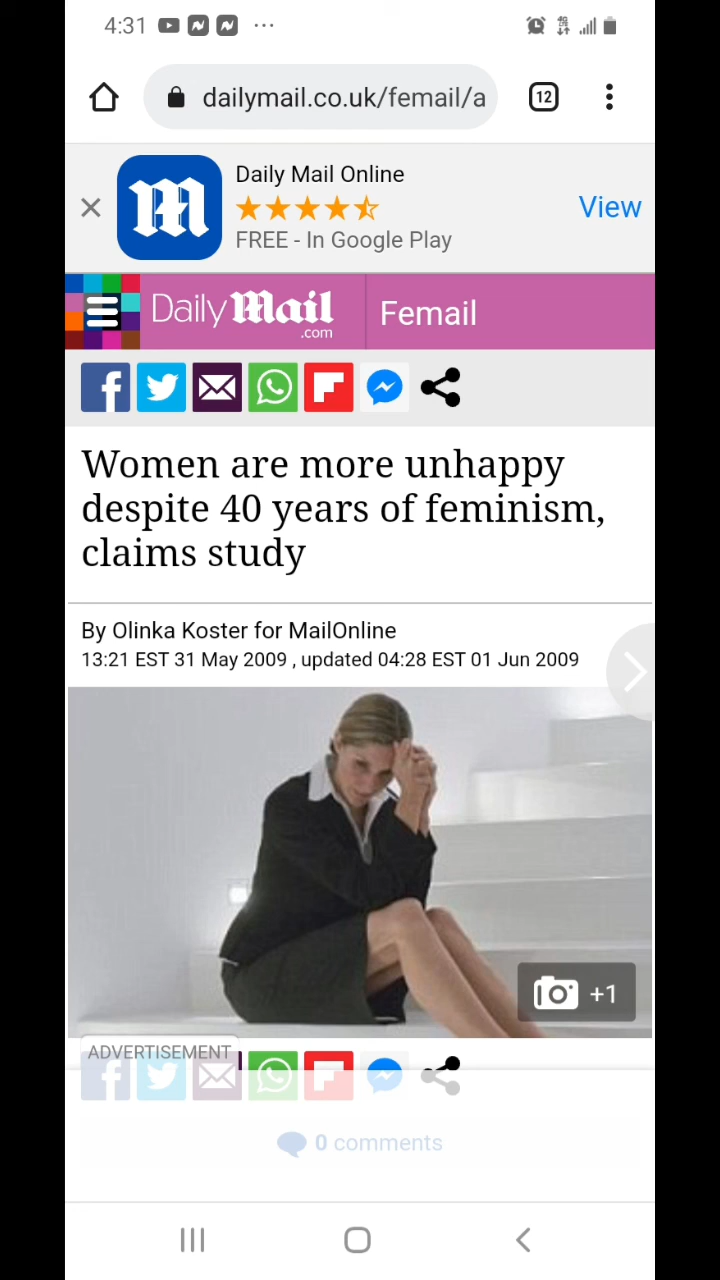 4:31
dailymail.co.uk/femail/a
12
Daily Mail Online
FREE - In Google Play
View
Daily Mail
.com
Femail
Women are more unhappy
despite 40 years of feminism,
claims study
By Olinka Koster for MailOnline
13:21 EST 31 May 2009 , updated 04:28 EST 01 Jun 2009
+1
ADVERTISEMENT
0 comments